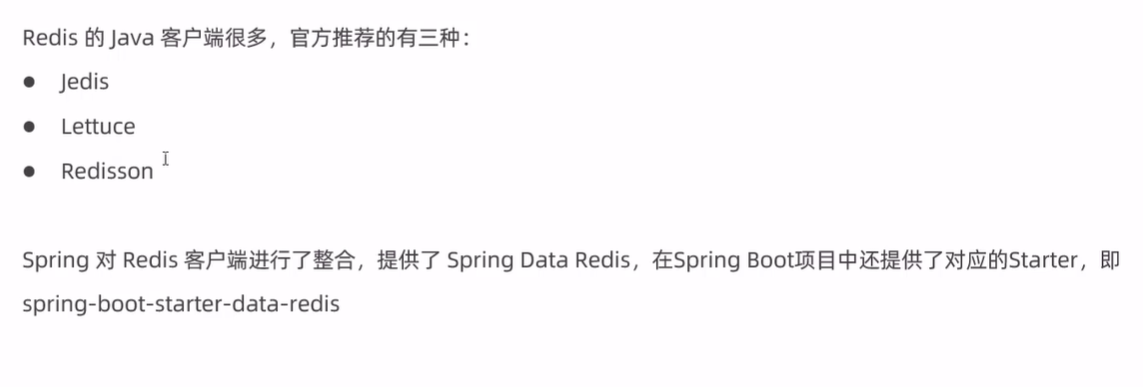 Redis 的 Java 客户端很多，官方推荐的有三种：
● Jedis
● Lettuce
● Redisson
Spring 对 Redis 客户端进行了整合，提供了 Spring Data Redis，在Spring Boot项目中还提供了对应的Starter，即
spring-boot-starter-data-redis